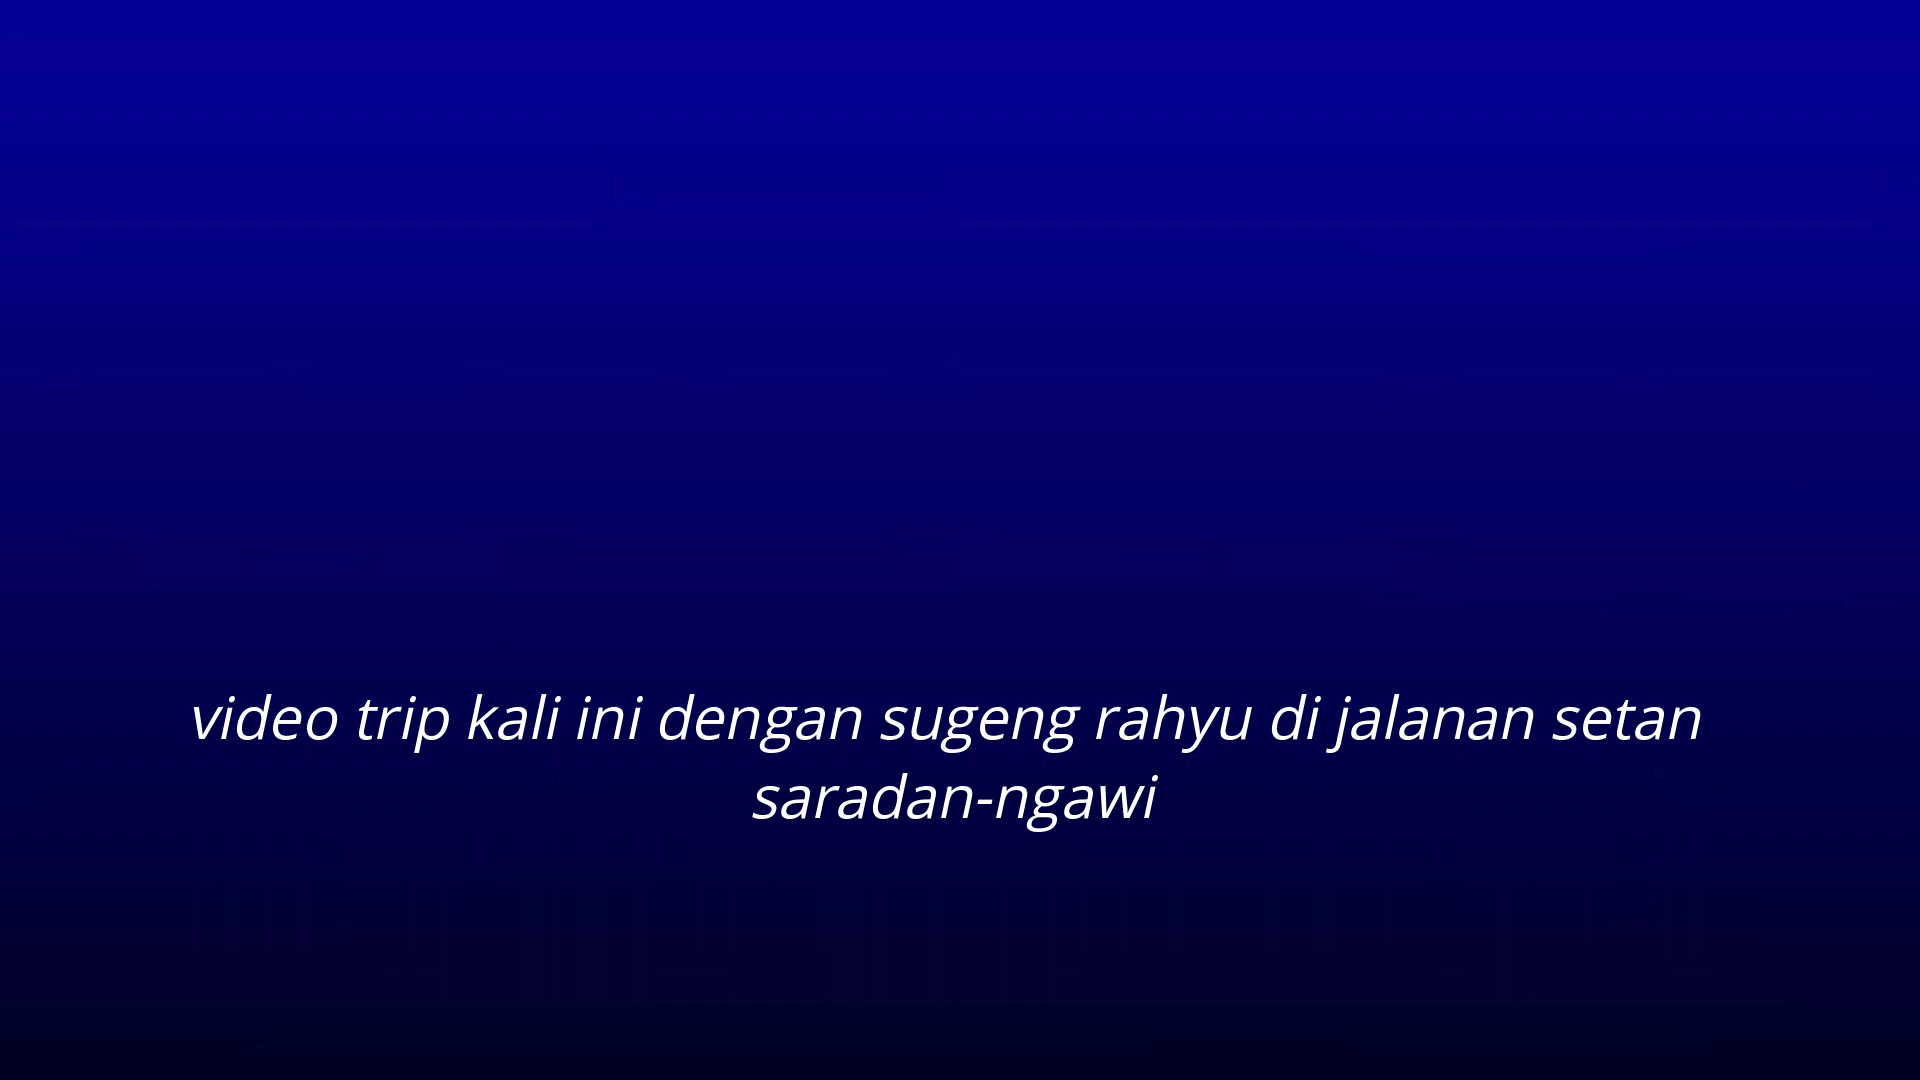 video trip kali ini dengan sugeng rahyu di jalanan setan
saradan-ngawi